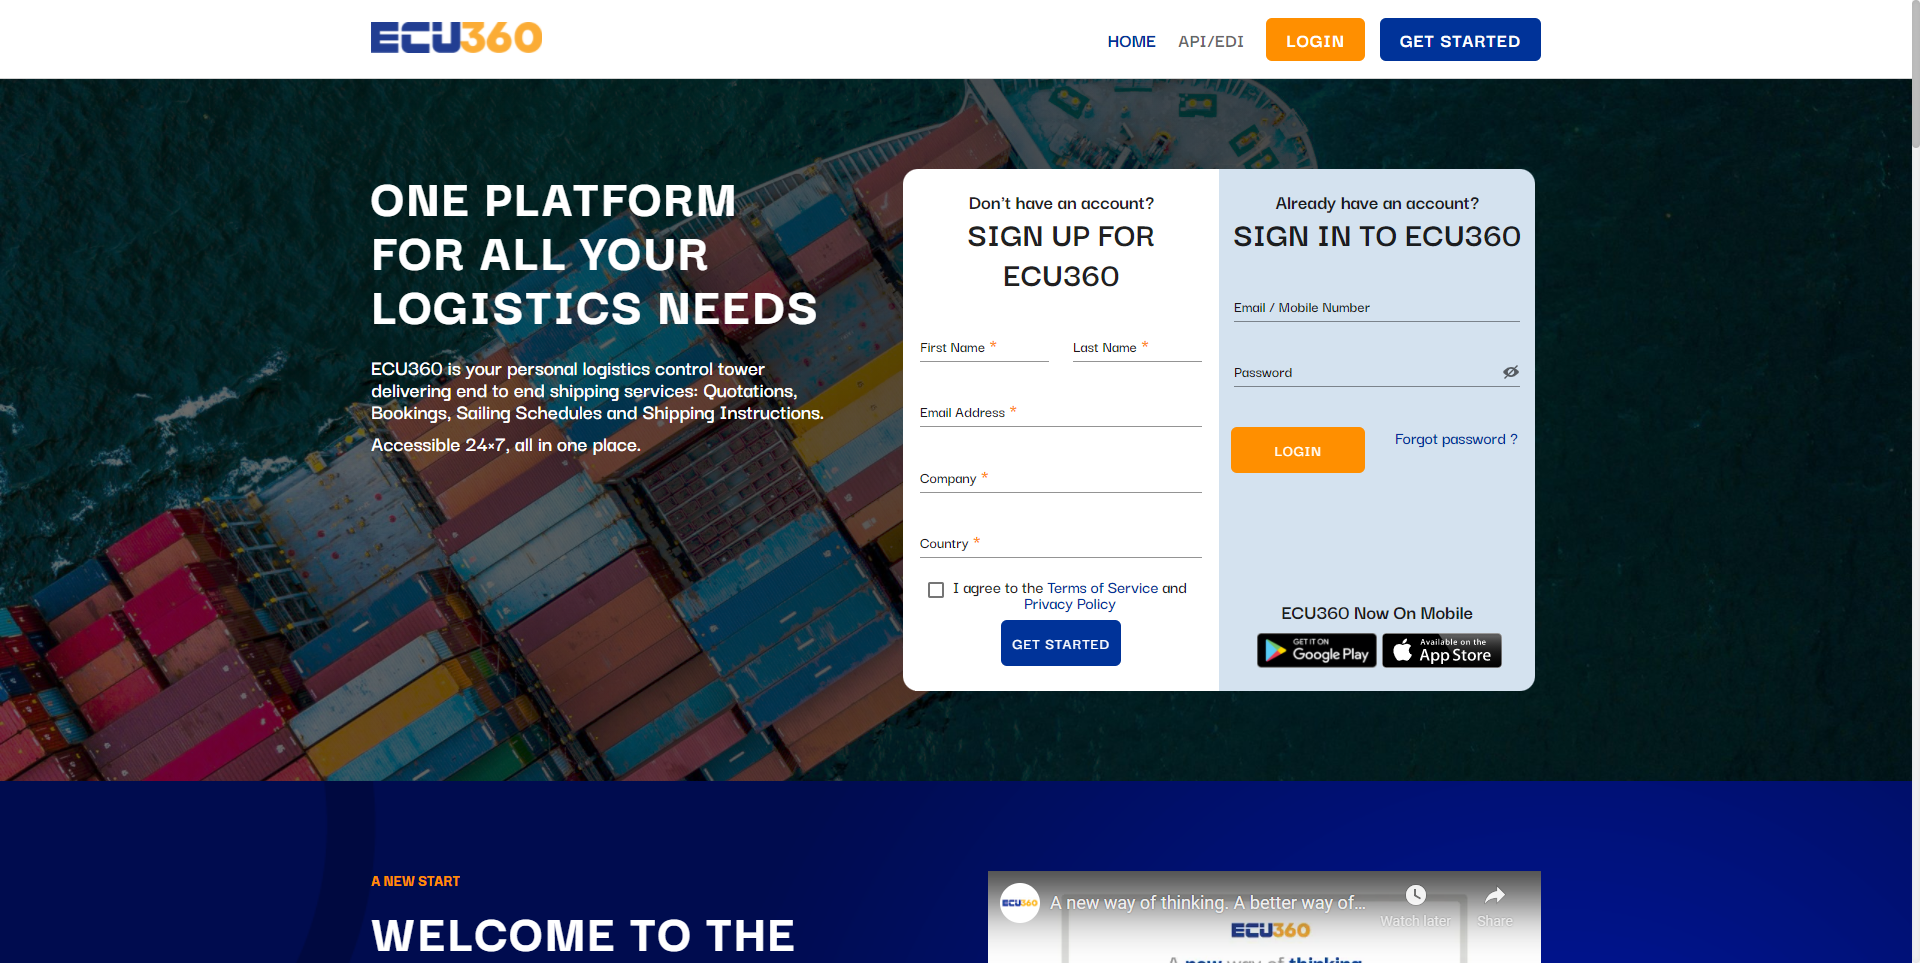 ECU360
HOME
API/EDI
LOGIN
GET STARTED
ONE PLATFORM
FOR ALL YOUR
LOGISTICS NEEDS
ECU360 is your personal logistics control tower
delivering end to end shipping services: Quotations,
Bookings, Sailing Schedules and Shipping Instructions.
Accessible 24×7, all in one place.
Don't have an account?
SIGN UP FOR
ECU360
First Name *
Last Name *
Email Address *
Company *
Country *
I agree to the Terms of Service and
Privacy Policy
GET STARTED
Already have an account?
SIGN IN TO ECU360
Email / Mobile Number
Password
LOGIN
Forgot password ?
ECU360 Now On Mobile
GET IT ON
Google Play
Available on the
App Store
A NEW START
WELCOME TO THE
ECU360
A new way of thinking. A better way of...
Watch later
Share
ECU360
A new way of thinking